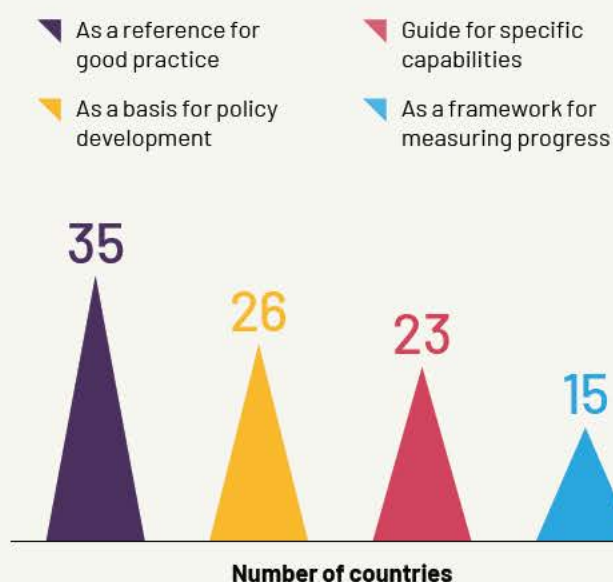 As a reference for
good practice
As a basis for policy
development
Guide for specific
capabilities
As a framework for
measuring progress
35
26
23
15
Number of countries